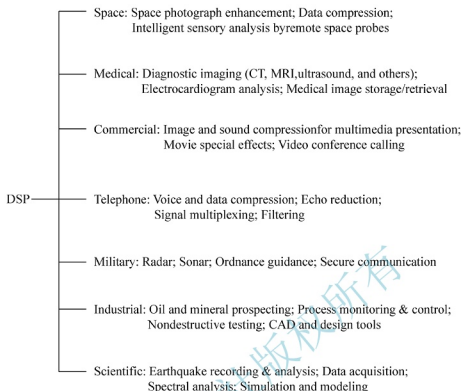 Space: Space photograph enhancement; Data compression;
Intelligent sensory analysis byremote space probes
Medical: Diagnostic imaging (CT, MRI,ultrasound, and others);
Electrocardiogram analysis; Medical image storage/retrieval
Commercial: Image and sound compressionfor multimedia presentation;
Movie special effects; Video conference calling
DSP
Telephone: Voice and data compression; Echo reduction;
Signal multiplexing; Filtering
Military: Radar; Sonar; Ordnance guidance; Secure communication
Industrial: Oil and mineral prospecting; Process monitoring & control;
Nondestructive testing; CAD and design tools
Scientific: Earthquake recording & analysis; Data acquisition;
Spectral analysis; Simulation and modeling
版权所有